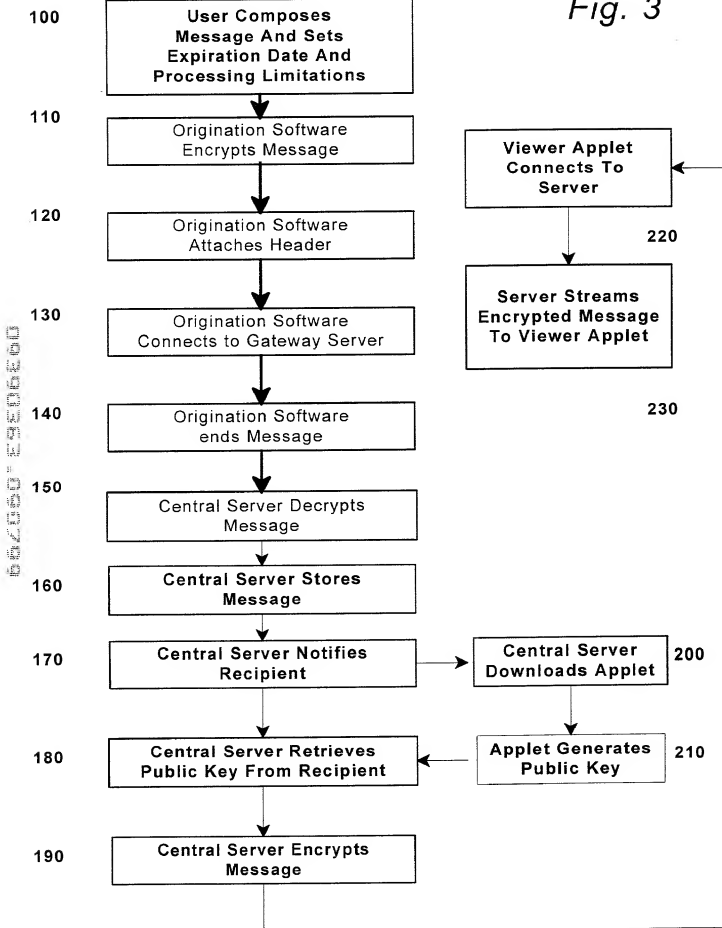 Fig. 3
100
User Composes
Message And Sets
Expiration Date And
Processing Limitations
110
Origination Software
Encrypts Message
120
Origination Software
Attaches Header
130
Origination Software
Connects to Gateway Server
140
Origination Software
ends Message
150
Central Server Decrypts
Message
160
Central Server Stores
Message
170
Central Server Notifies
Recipient
180
Central Server Retrieves
Public Key From Recipient
190
Central Server Encrypts
Message
Central Server
Downloads Applet
200
Applet Generates
Public Key
210
Viewer Applet
Connects To
Server
220
Server Streams
Encrypted Message
To Viewer Applet
230